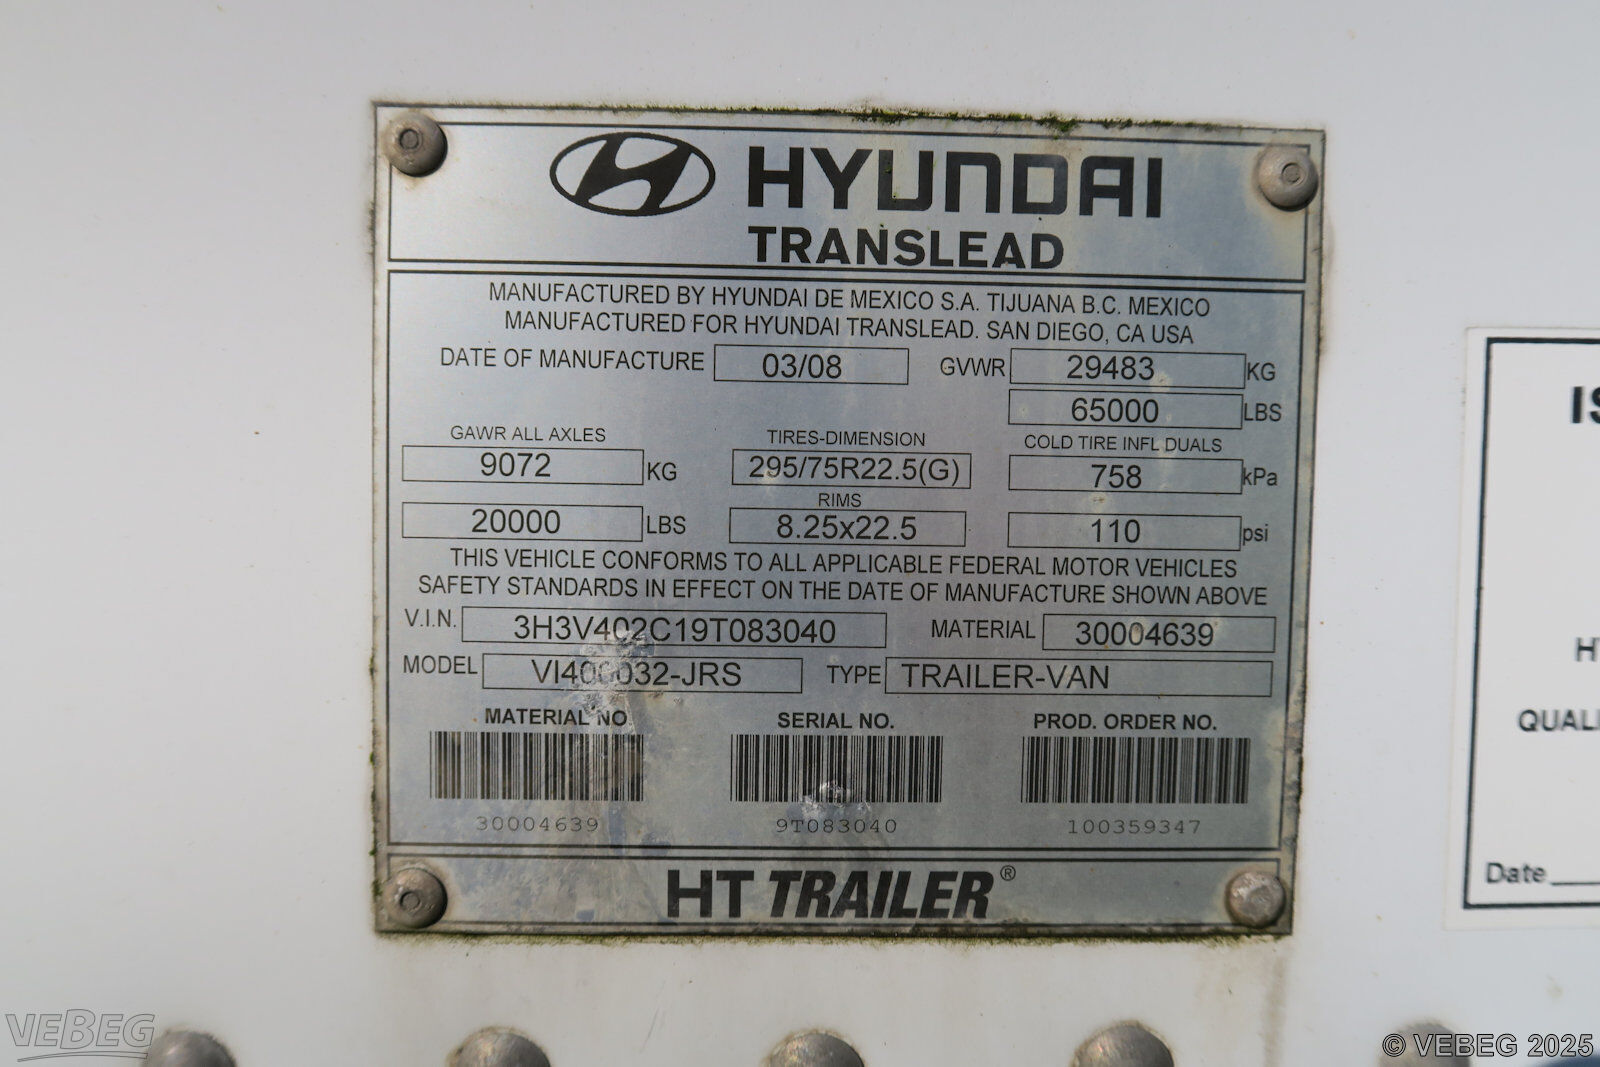 HYUNDAI
TRANSLEAD
MANUFACTURED BY HYUNDAI DE MEXICO S.A. TIJUANA B.C. MEXICO
MANUFACTURED FOR HYUNDAI TRANSLEAD. SAN DIEGO, CA USA
DATE OF MANUFACTURE 03/08 GVWR 29483 KG
65000 LBS
GAWR ALL AXLES TIRES-DIMENSION COLD TIRE INFL DUALS
9072 KG 295/75R22.5(G) 758 kPa
RIMS
20000 LBS 8.25x22.5 110 psi
THIS VEHICLE CONFORMS TO ALL APPLICABLE FEDERAL MOTOR VEHICLES
SAFETY STANDARDS IN EFFECT ON THE DATE OF MANUFACTURE SHOWN ABOVE
V.I.N. 3H3V402C19T083040 MATERIAL 30004639
MODEL VI400032-JRS TYPE TRAILER-VAN
MATERIAL NO SERIAL NO. PROD. ORDER NO.
30004639 9T083040 100359347
HT TRAILER®
Date
VEBEG
© VEBEG 2025